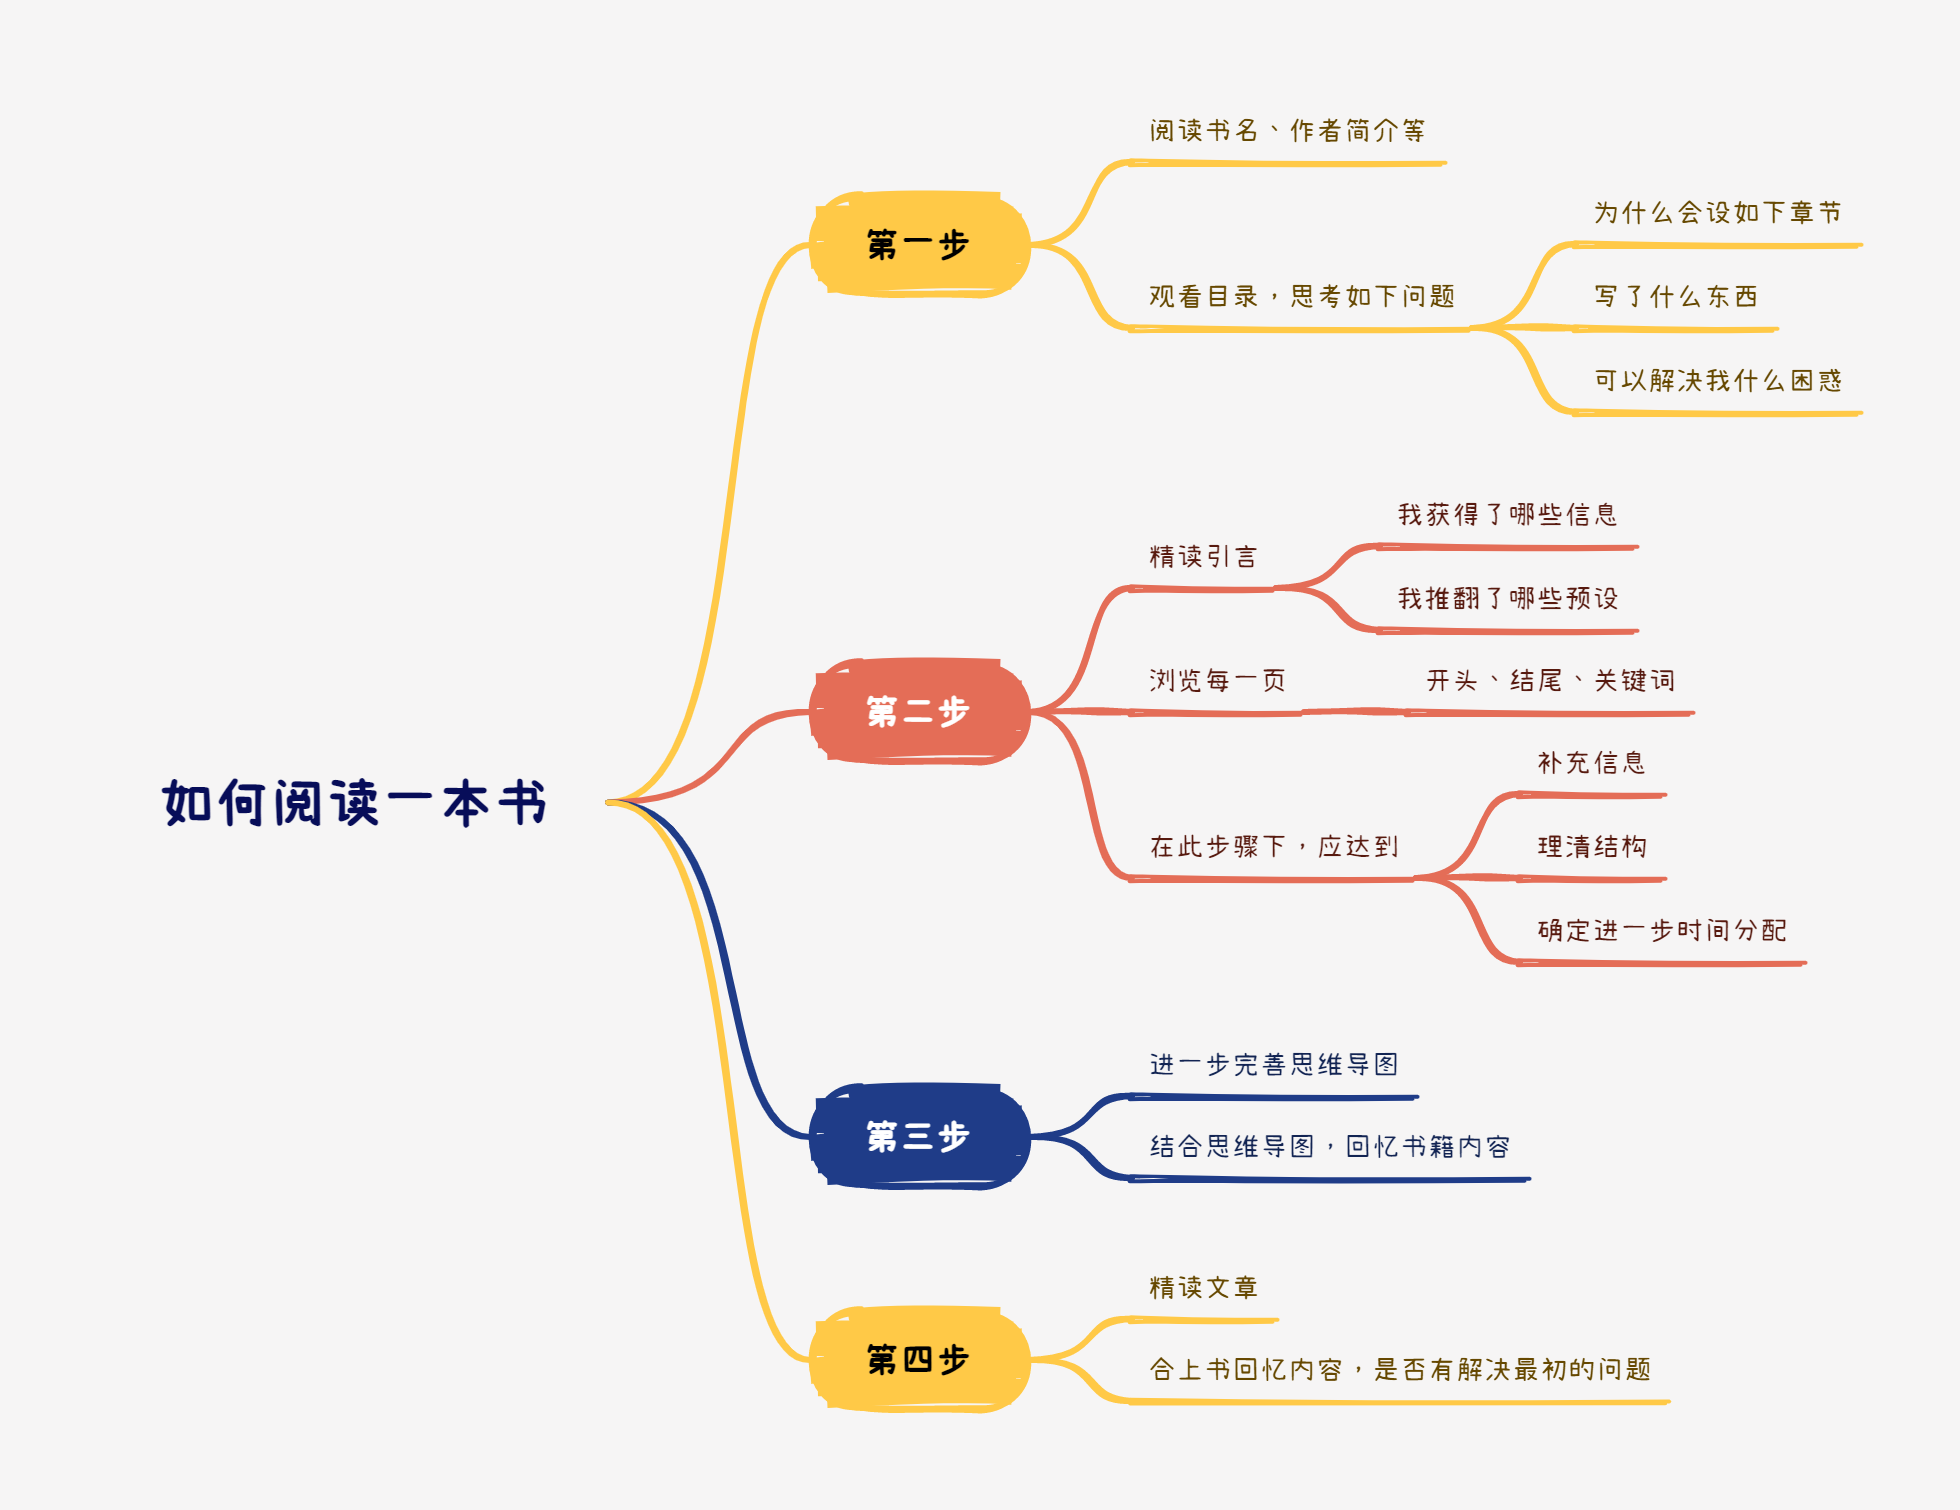 如何阅读一本书
第一步
阅读书名、作者简介等
观看目录，思考如下问题
为什么会设如下章节
写了什么东西
可以解决我什么困惑
第二步
精读引言
我获得了哪些信息
我推翻了哪些预设
浏览每一页
开头、结尾、关键词
在此步骤下，应达到
补充信息
理清结构
确定进一步时间分配
第三步
进一步完善思维导图
结合思维导图，回忆书籍内容
第四步
精读文章
合上书回忆内容，是否有解决最初的问题